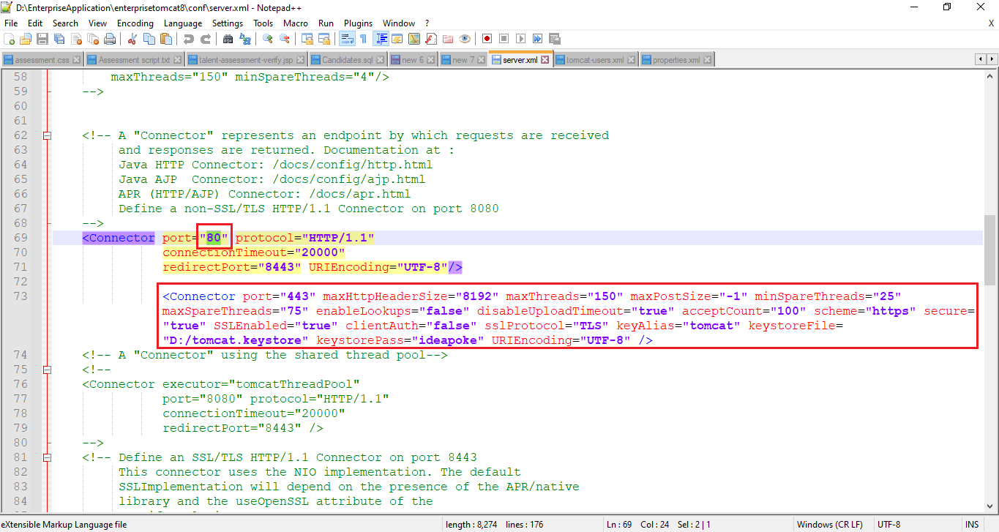 D:\EnterpriseApplication\enterprisetomcat8\conf\server.xml - Notepad++
File Edit Search View Encoding Language Settings Tools Macro Run Plugins Window ? X
assessment.css Assessment script.txt talent-assessment-verify.jsp Candidates.sql new 6 new 7 server.xml tomcat-users.xml properties.xml
58 maxThreads="150" minSpareThreads="4"/>
59 -->
60
61
62 <!-- A "Connector" represents an endpoint by which requests are received
63 and responses are returned. Documentation at :
64 Java HTTP Connector: /docs/config/http.html
65 Java AJP  Connector: /docs/config/ajp.html
66 APR (HTTP/AJP) Connector: /docs/apr.html
67 Define a non-SSL/TLS HTTP/1.1 Connector on port 8080
68 -->
69 <Connector port="80" protocol="HTTP/1.1"
70 connectionTimeout="20000"
71 redirectPort="8443" URIEncoding="UTF-8"/>
72
73 <Connector port="443" maxHttpHeaderSize="8192" maxThreads="150" maxPostSize="-1" minSpareThreads="25"
maxSpareThreads="75" enableLookups="false" disableUploadTimeout="true" acceptCount="100" scheme="https" secure=
"true" SSLEnabled="true" clientAuth="false" sslProtocol="TLS" keyAlias="tomcat" keystoreFile=
"D:/tomcat.keystore" keystorePass="ideapoke" URIEncoding="UTF-8" />
74 <!-- A "Connector" using the shared thread pool-->
75 <!--
76 <Connector executor="tomcatThreadPool"
77 port="8080" protocol="HTTP/1.1"
78 connectionTimeout="20000"
79 redirectPort="8443" />
80 -->
81 <!-- Define an SSL/TLS HTTP/1.1 Connector on port 8443
82 This connector uses the NIO implementation. The default
83 SSLImplementation will depend on the presence of the APR/native
84 library and the useOpenSSL attribute of the
eXtensible Markup Language file length : 8,274 lines : 176 Ln : 69 Col : 24 Sel : 2 | 1 Windows (CR LF) UTF-8 INS